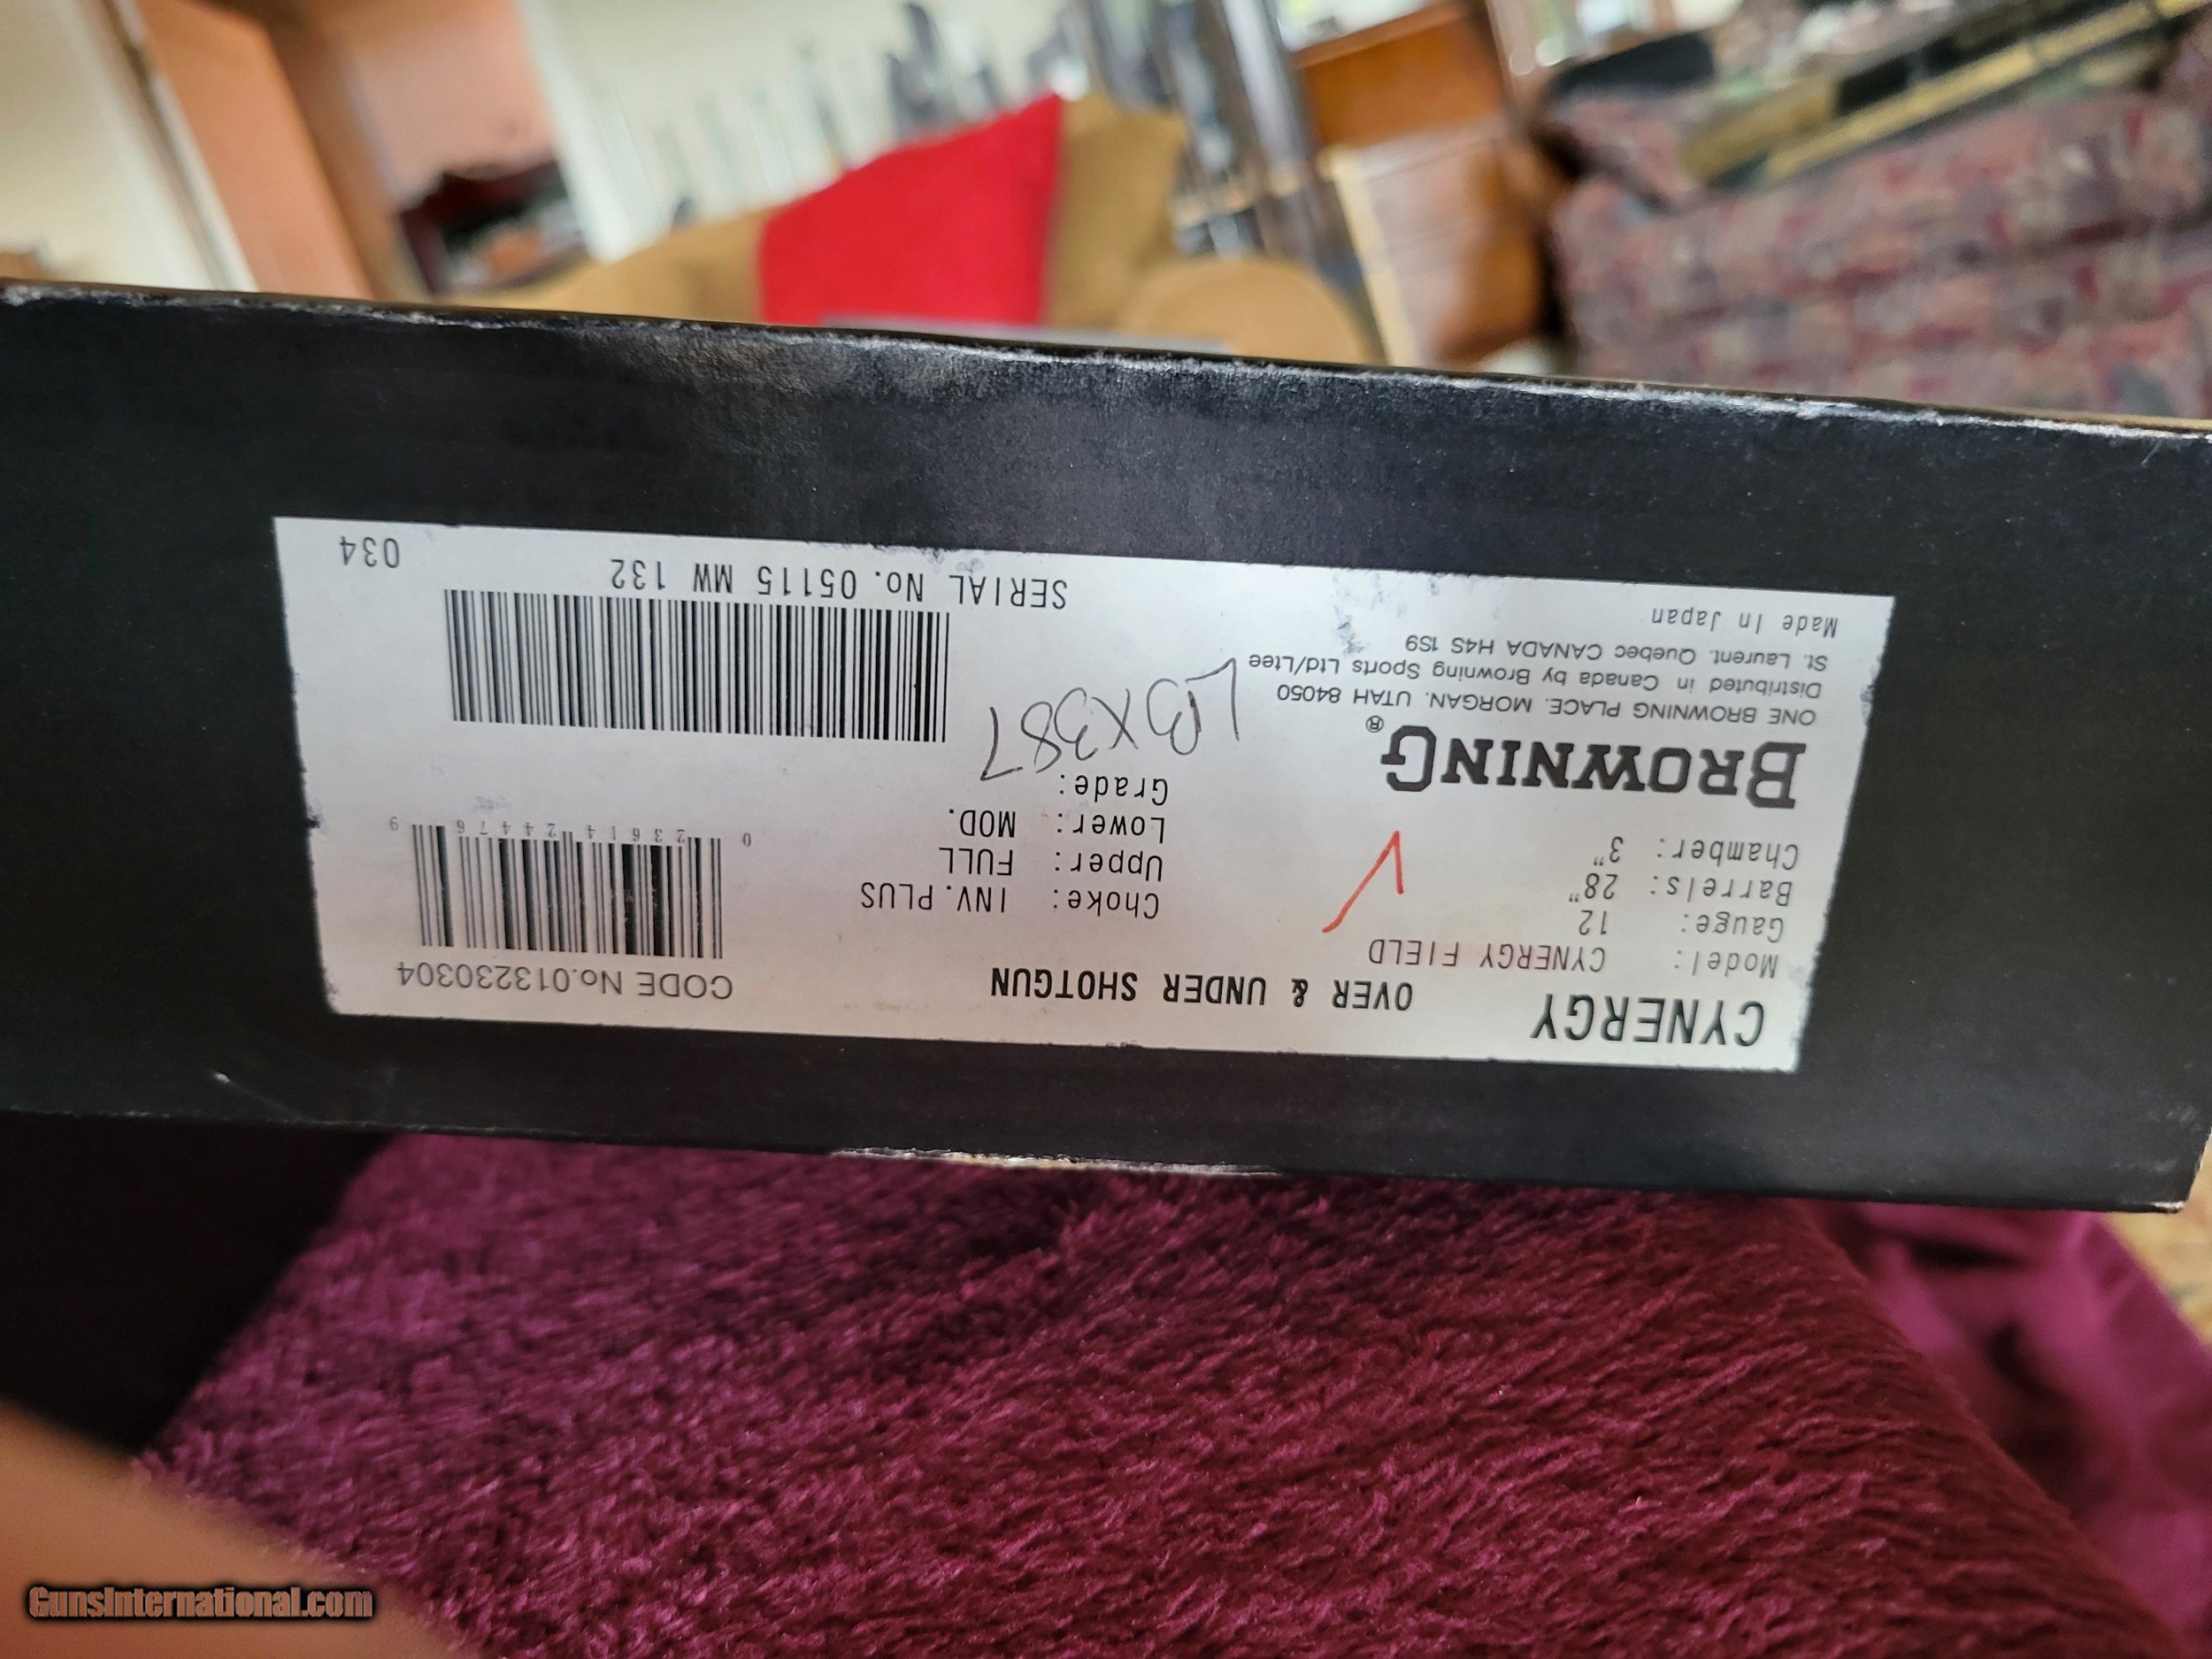 CYNERGY OVER & UNDER SHOTGUN CODE No.013230304
Model: CYNERGY FIELD
Gauge: 12
Barrels: 28"
Chamber: 3"
Choke: INV.PLUS
Upper: FULL
Lower: MOD.
Grade:
0 23614 24476 9
BROWNING®
ONE BROWNING PLACE. MORGAN. UTAH 84050
Distributed in Canada by Browning Sports Ltd/Ltee
St. Laurent. Quebec CANADA H4S 1S9
Made In Japan
LBX387
SERIAL No. 05115 MW 132
034
GunsInternational.com